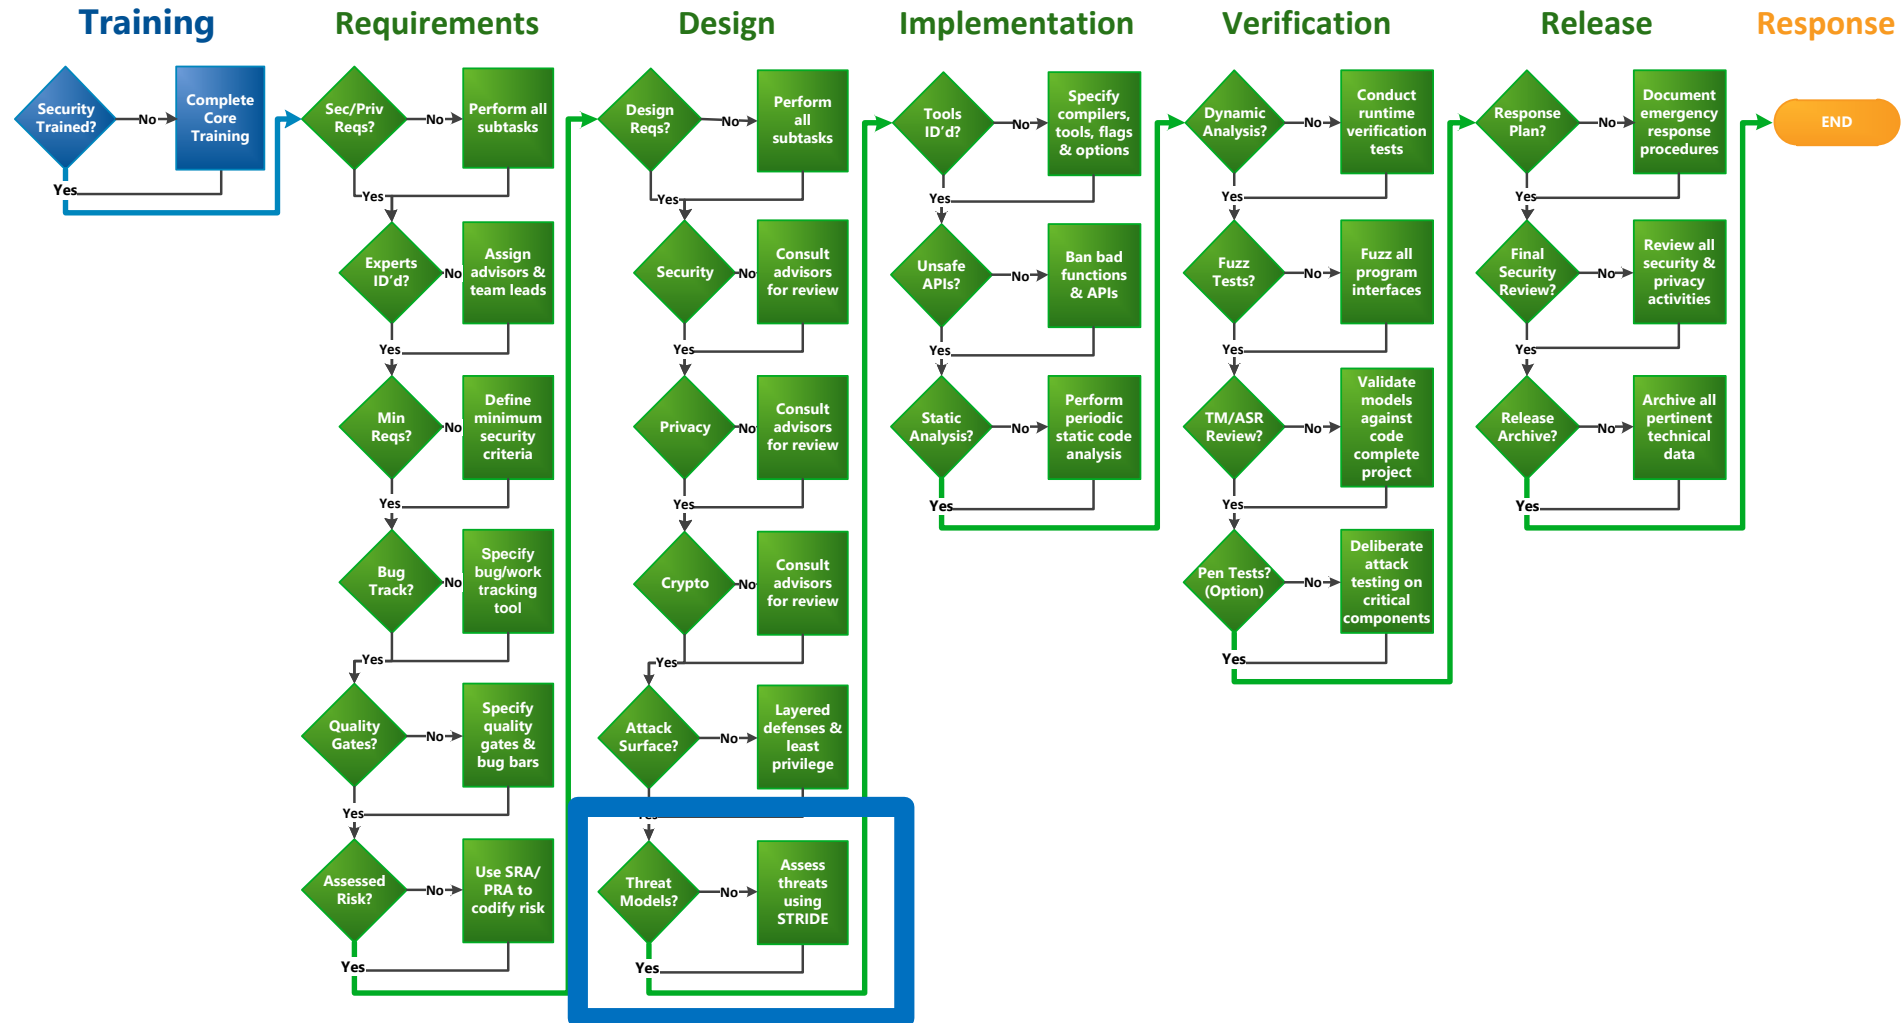 Training
Requirements
Design
Implementation
Verification
Release
Response
Security
Trained?
No
Complete
Core
Training
Yes
Sec/Priv
Reqs?
No
Perform all
subtasks
Yes
Experts
ID'd?
No
Assign
advisors &
team leads
Yes
Min
Reqs?
No
Define
minimum
security
criteria
Yes
Bug
Track?
No
Specify
bug/work
tracking
tool
Yes
Quality
Gates?
No
Specify
quality
gates &
bug bars
Yes
Assessed
Risk?
No
Use SRA/
PRA to
codify risk
Yes
Design
Reqs?
No
Perform
all
subtasks
Yes
Security
No
Consult
advisors
for review
Yes
Privacy
No
Consult
advisors
for review
Yes
Crypto
No
Consult
advisors
for review
Yes
Attack
Surface?
No
Layered
defenses &
least
privilege
Yes
Threat
Models?
No
Assess
threats
using
STRIDE
Yes
Tools
ID'd?
No
Specify
compilers,
tools, flags
& options
Yes
Unsafe
APIs?
No
Ban bad
functions
& APIs
Yes
Static
Analysis?
No
Perform
periodic
static code
analysis
Yes
Dynamic
Analysis?
No
Conduct
runtime
verification
tests
Yes
Fuzz
Tests?
No
Fuzz all
program
interfaces
Yes
TM/ASR
Review?
No
Validate
models
against
code
complete
project
Yes
Pen Tests?
(Option)
No
Deliberate
attack
testing on
critical
components
Yes
Response
Plan?
No
Document
emergency
response
procedures
Yes
Final
Security
Review?
No
Review all
security &
privacy
activities
Yes
Release
Archive?
No
Archive all
pertinent
technical
data
Yes
END